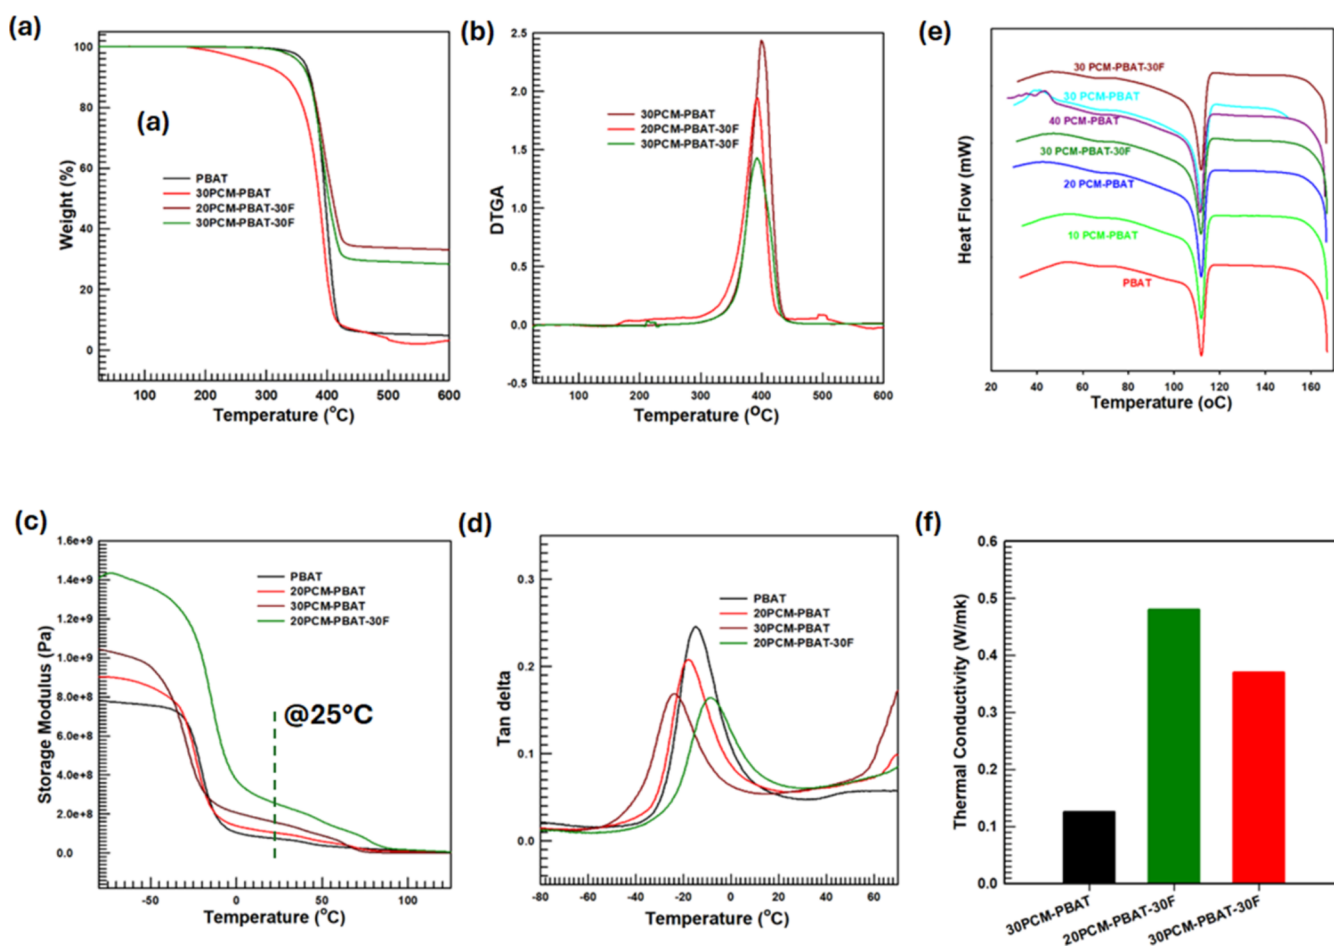 (a)
(a)
Weight (%)
100
80
60
40
20
0
PBAT
30PCM-PBAT
20PCM-PBAT-30F
30PCM-PBAT-30F
100 200 300 400 500 600
Temperature (°C)
(b)
DTGA
2.5
2.0
1.5
1.0
0.5
0.0
-0.5
30PCM-PBAT
20PCM-PBAT-30F
30PCM-PBAT-30F
100 200 300 400 500 600
Temperature (°C)
(e)
Heat Flow (mW)
30 PCM-PBAT-30F
30 PCM-PBAT
40 PCM-PBAT
30 PCM-PBAT-30F
20 PCM-PBAT
10 PCM-PBAT
PBAT
20 40 60 80 100 120 140 160
Temperature (oC)
(c)
Storage Modulus (Pa)
1.6e+9
1.4e+9
1.2e+9
1.0e+9
8.0e+8
6.0e+8
4.0e+8
2.0e+8
0.0
PBAT
20PCM-PBAT
30PCM-PBAT
20PCM-PBAT-30F
@25°C
-50 0 50 100
Temperature (°C)
(d)
Tan delta
0.3
0.2
0.1
0.0
PBAT
20PCM-PBAT
30PCM-PBAT
20PCM-PBAT-30F
-80 -60 -40 -20 0 20 40 60
Temperature (°C)
(f)
Thermal Conductivity (W/mk)
0.6
0.5
0.4
0.3
0.2
0.1
0.0
30PCM-PBAT
20PCM-PBAT-30F
30PCM-PBAT-30F